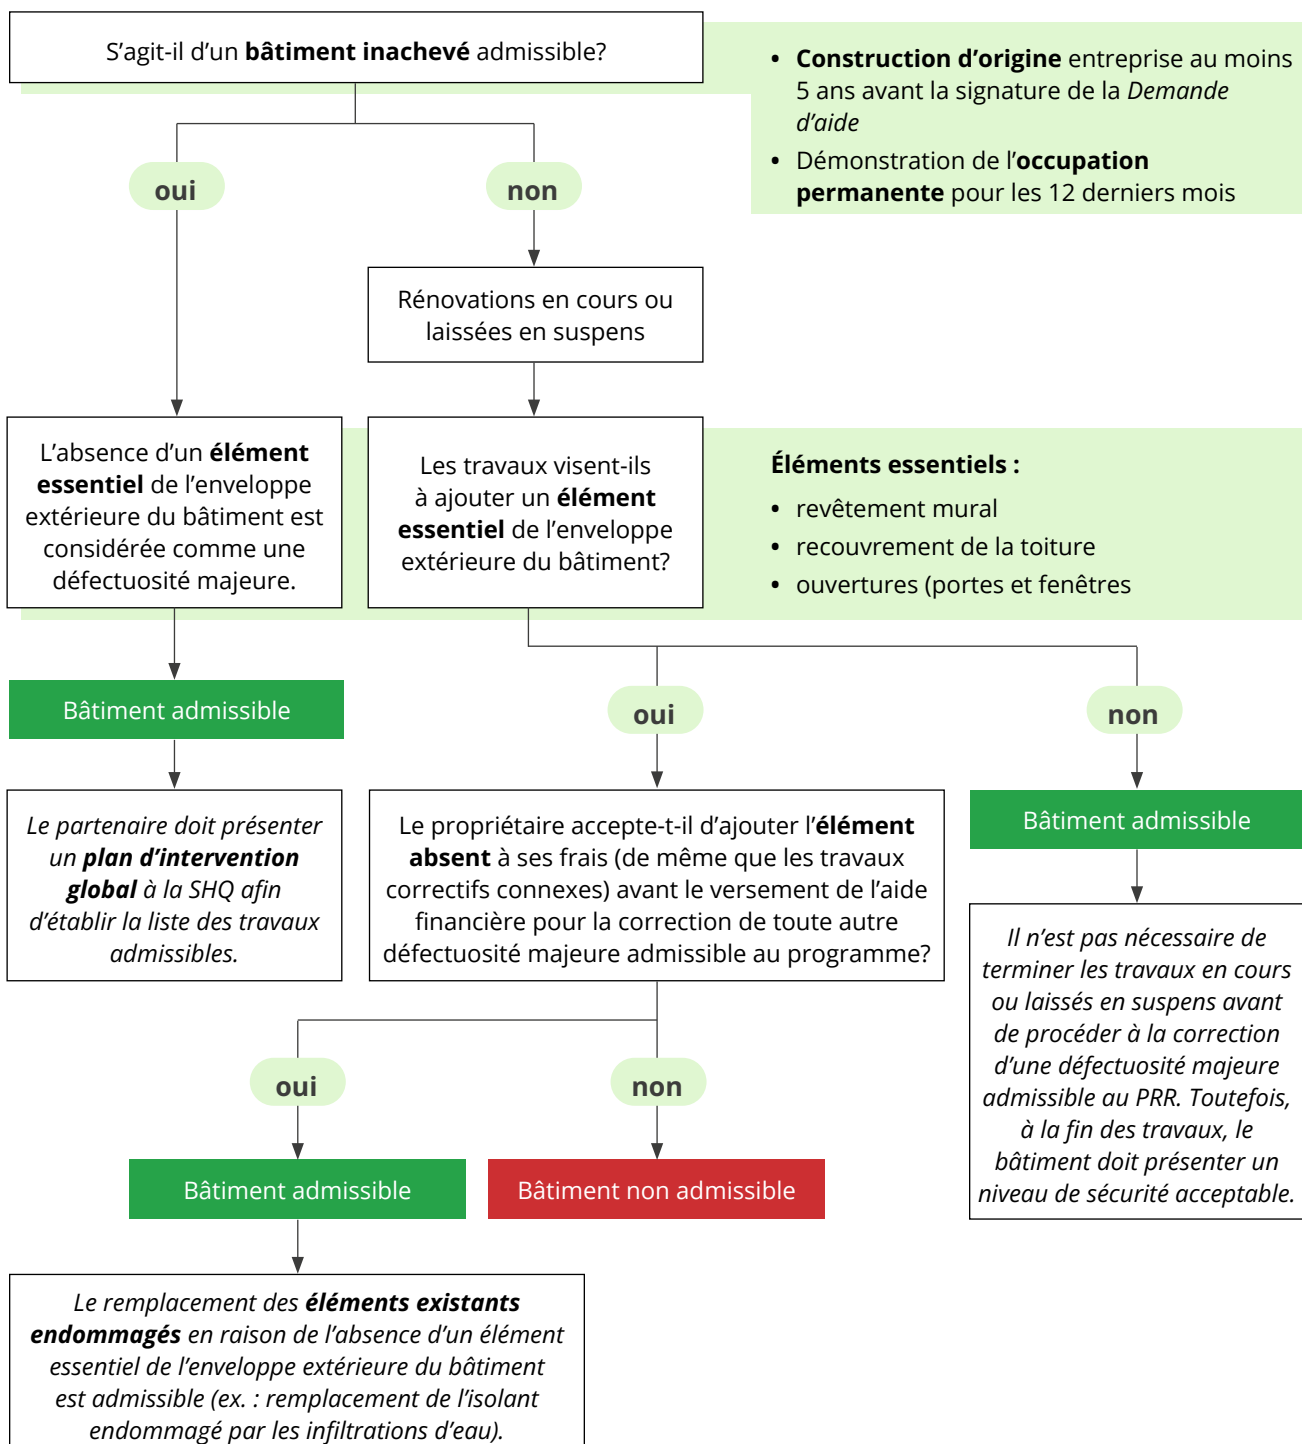 S'agit-il d'un bâtiment inachevé admissible?
• Construction d'origine entreprise au moins
5 ans avant la signature de la Demande
d'aide
• Démonstration de l'occupation
permanente pour les 12 derniers mois
oui
non
Rénovations en cours ou
laissées en suspens
L'absence d'un élément
essentiel de l'enveloppe
extérieure du bâtiment est
considérée comme une
défectuosité majeure.
Les travaux visent-ils
à ajouter un élément
essentiel de l'enveloppe
extérieure du bâtiment?
Éléments essentiels :
• revêtement mural
• recouvrement de la toiture
• ouvertures (portes et fenêtres
Bâtiment admissible
oui
non
Le partenaire doit présenter
un plan d'intervention
global à la SHQ afin
d'établir la liste des travaux
admissibles.
Le propriétaire accepte-t-il d'ajouter l'élément
absent à ses frais (de même que les travaux
correctifs connexes) avant le versement de l'aide
financière pour la correction de toute autre
défectuosité majeure admissible au programme?
Bâtiment admissible
Il n'est pas nécessaire de
terminer les travaux en cours
ou laissés en suspens avant
de procéder à la correction
d'une défectuosité majeure
admissible au PRR. Toutefois,
à la fin des travaux, le
bâtiment doit présenter un
niveau de sécurité acceptable.
oui
non
Bâtiment admissible
Bâtiment non admissible
Le remplacement des éléments existants
endommagés en raison de l'absence d'un élément
essentiel de l'enveloppe extérieure du bâtiment
est admissible (ex. : remplacement de l'isolant
endommagé par les infiltrations d'eau).